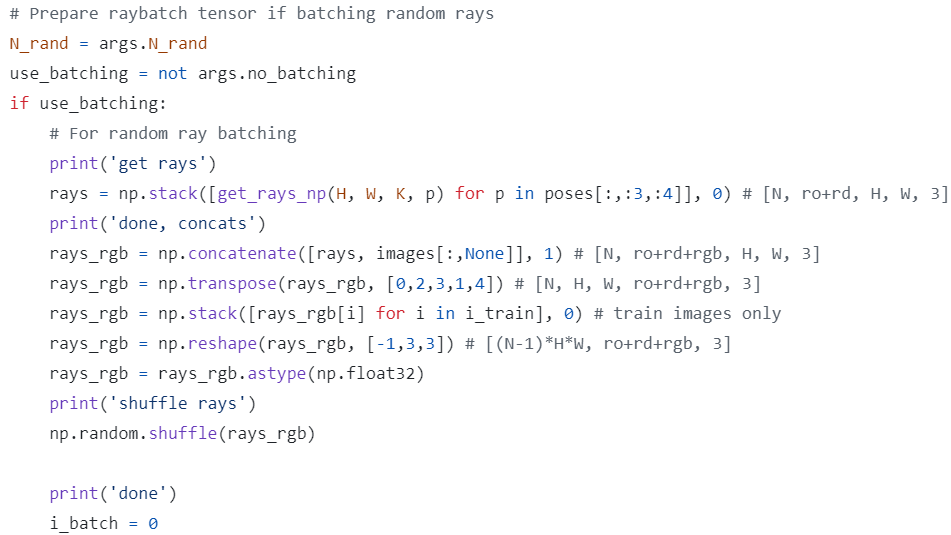 # Prepare raybatch tensor if batching random rays
N_rand = args.N_rand
use_batching = not args.no_batching
if use_batching:
    # For random ray batching
    print('get rays')
    rays = np.stack([get_rays_np(H, W, K, p) for p in poses[:,:3,:4]], 0) # [N, ro+rd, H, W, 3]
    print('done, concats')
    rays_rgb = np.concatenate([rays, images[:,None]], 1) # [N, ro+rd+rgb, H, W, 3]
    rays_rgb = np.transpose(rays_rgb, [0,2,3,1,4]) # [N, H, W, ro+rd+rgb, 3]
    rays_rgb = np.stack([rays_rgb[i] for i in i_train], 0) # train images only
    rays_rgb = np.reshape(rays_rgb, [-1,3,3]) # [(N-1)*H*W, ro+rd+rgb, 3]
    rays_rgb = rays_rgb.astype(np.float32)
    print('shuffle rays')
    np.random.shuffle(rays_rgb)

    print('done')
    i_batch = 0